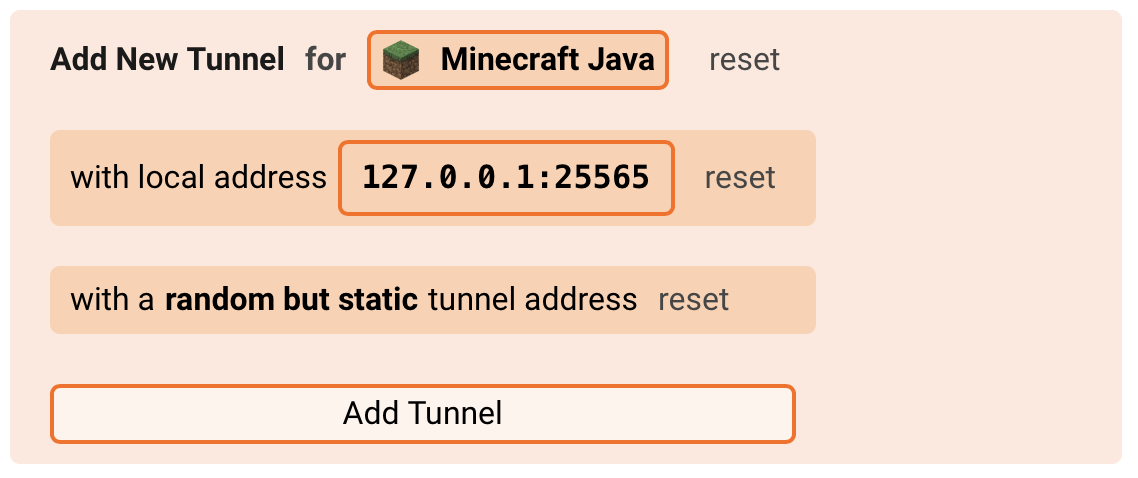 Add New Tunnel for Minecraft Java reset
with local address 127.0.0.1:25565 reset
with a random but static tunnel address reset
Add Tunnel